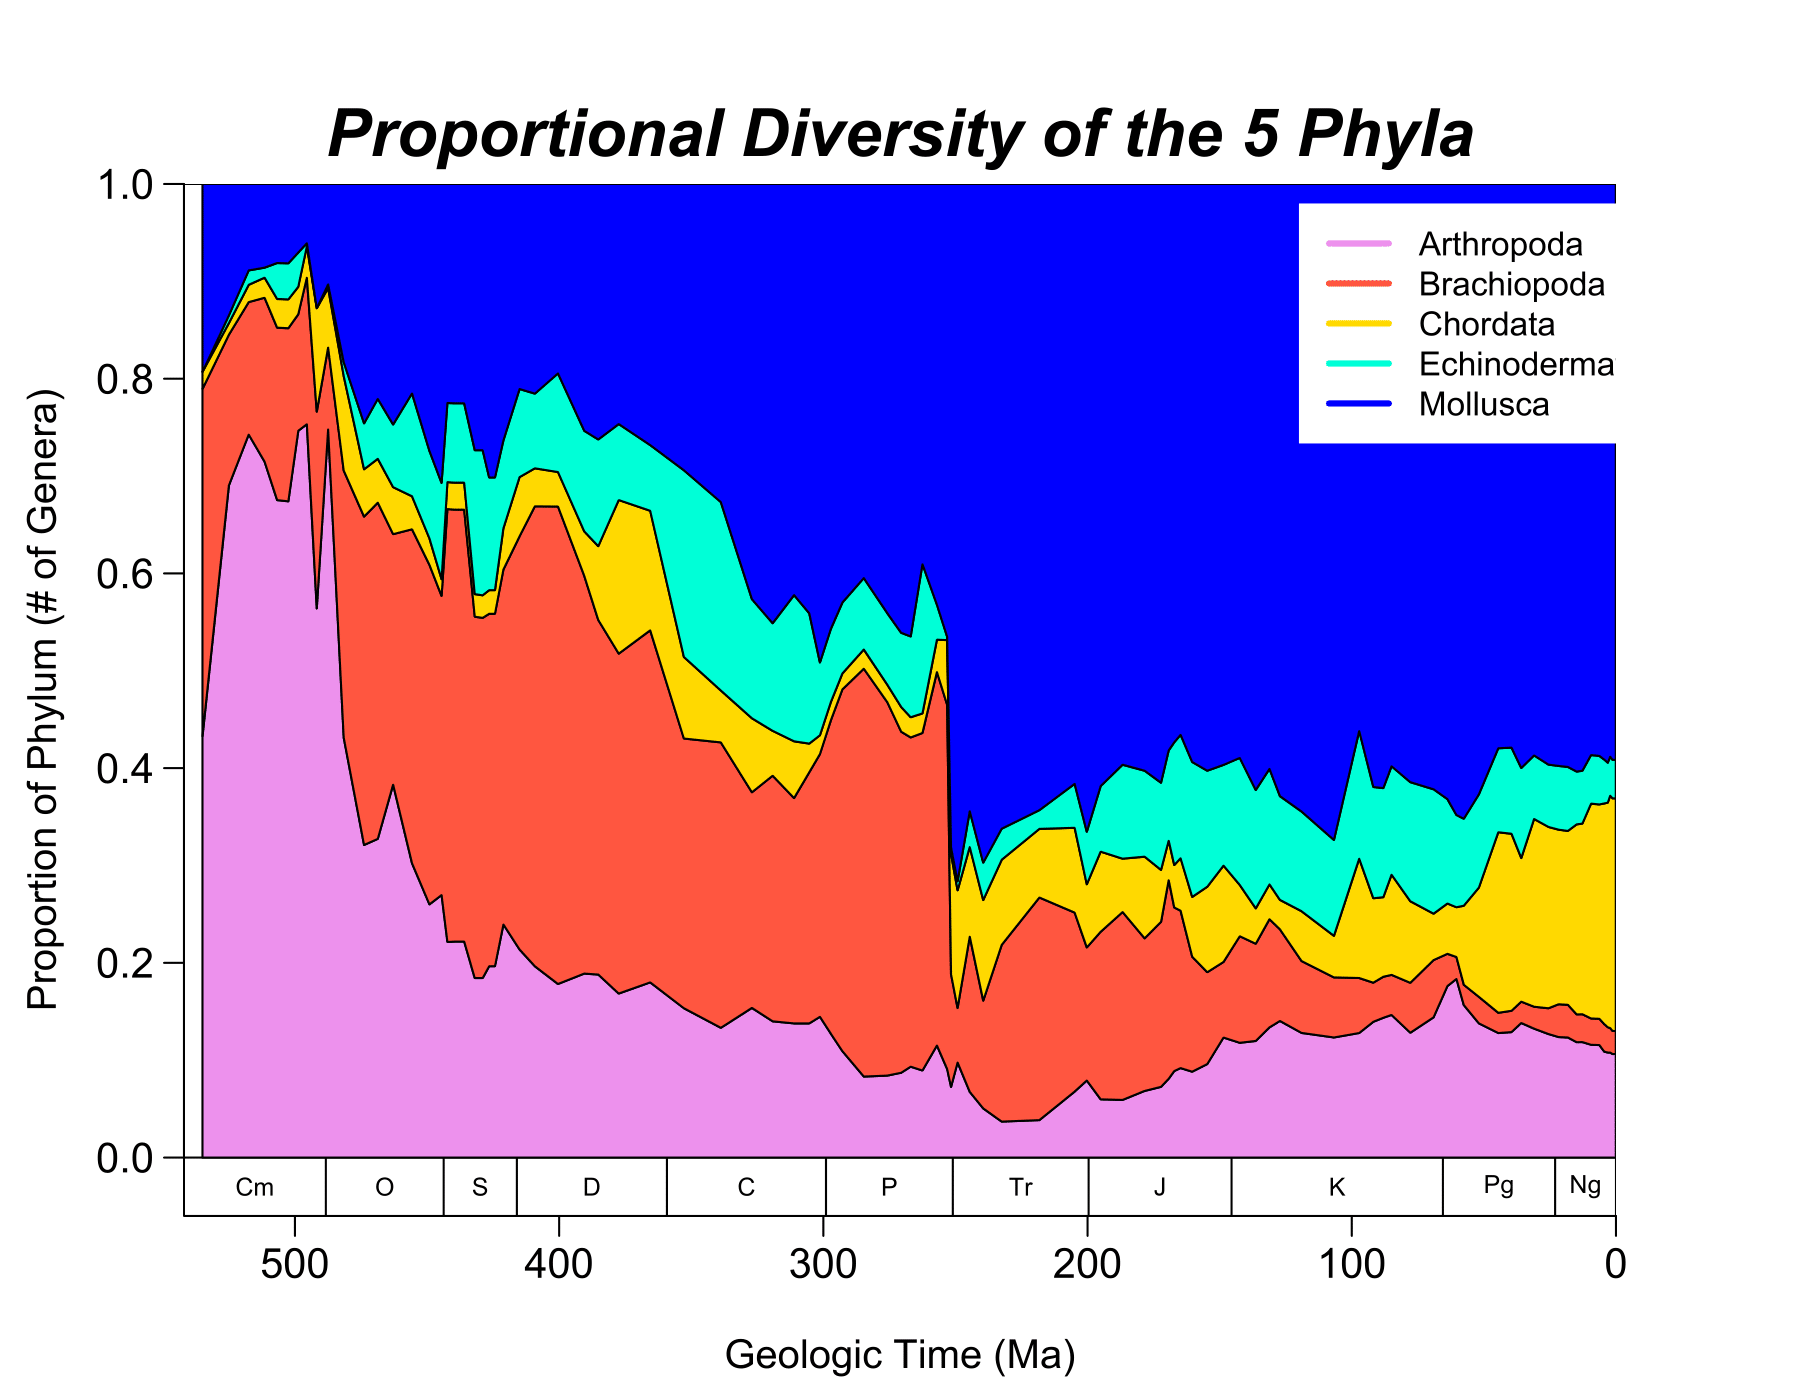 Proportional Diversity of the 5 Phyla
Proportion of Phylum (# of Genera)
1.0
0.8
0.6
0.4
0.2
0.0
Arthropoda
Brachiopoda
Chordata
Echinoderma
Mollusca
Cm O S D C P Tr J K Pg Ng
500 400 300 200 100 0
Geologic Time (Ma)